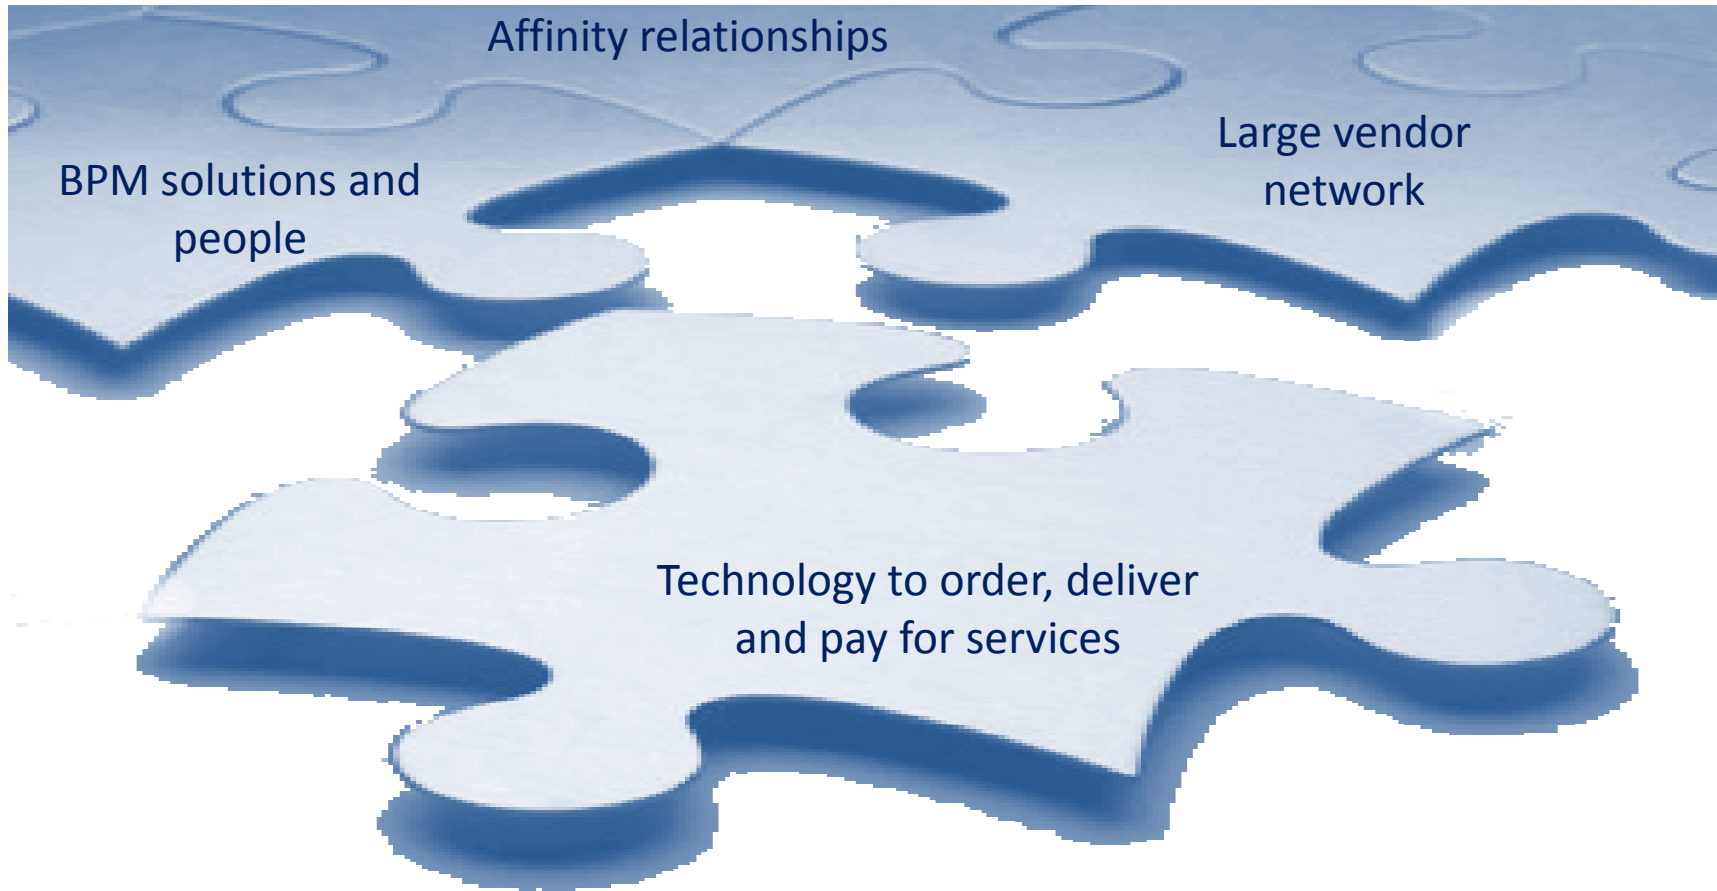 Affinity relationships
Large vendor
network
BPM solutions and
people
Technology to order, deliver
and pay for services